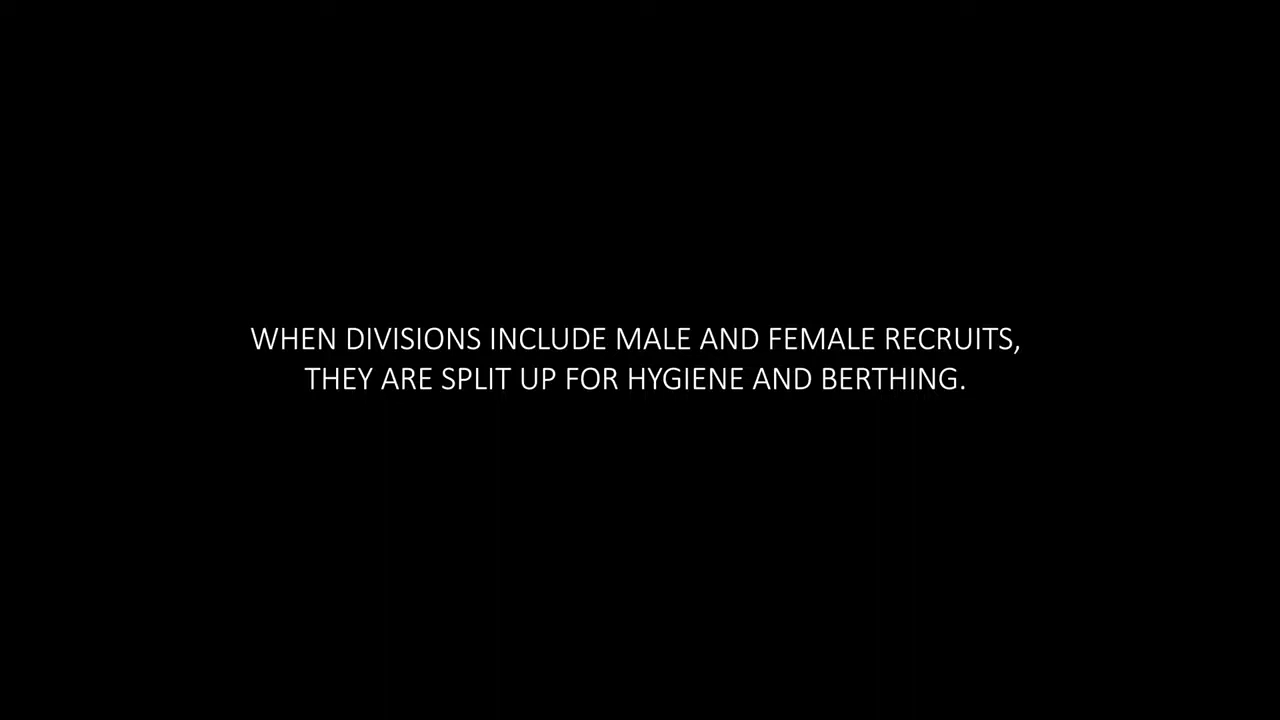 WHEN DIVISIONS INCLUDE MALE AND FEMALE RECRUITS,
THEY ARE SPLIT UP FOR HYGIENE AND BERTHING.